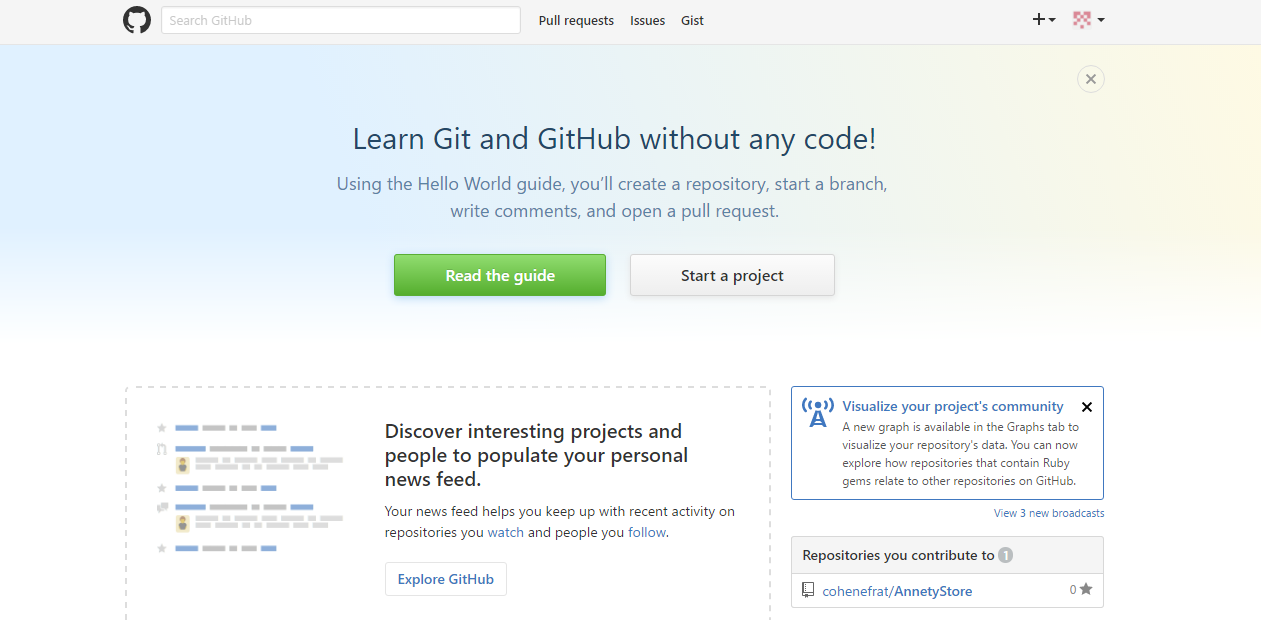 Search GitHub
Pull requests
Issues
Gist
Learn Git and GitHub without any code!
Using the Hello World guide, you’ll create a repository, start a branch,
write comments, and open a pull request.
Read the guide
Start a project
Discover interesting projects and
people to populate your personal
news feed.
Your news feed helps you keep up with recent activity on
repositories you watch and people you follow.
Explore GitHub
Visualize your project's community
A new graph is available in the Graphs tab to
visualize your repository's data. You can now
explore how repositories that contain Ruby
gems relate to other repositories on GitHub.
View 3 new broadcasts
Repositories you contribute to 1
cohenefrat/AnnetyStore 0